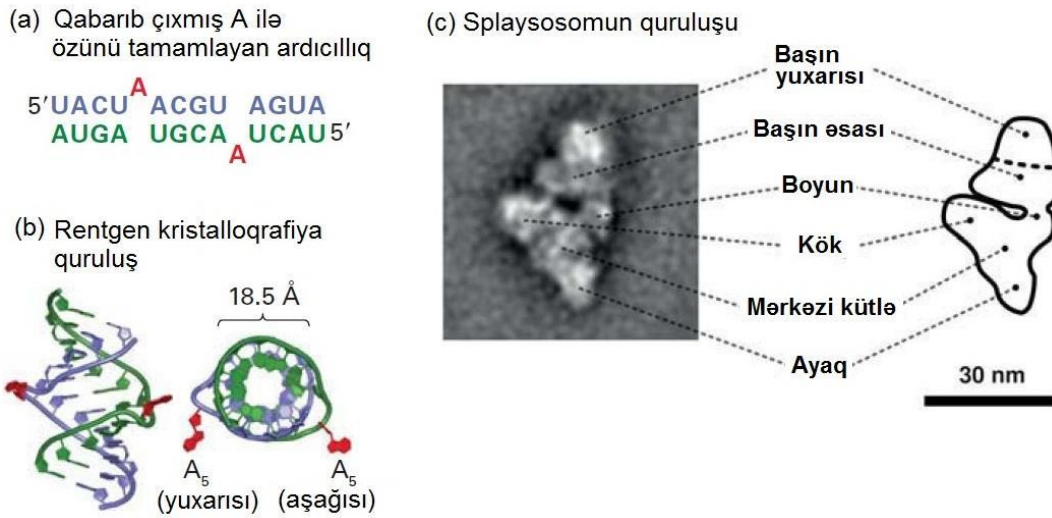 (a) Qabarıb çıxmış A ilə
özünü tamamlayan ardıcıllıq
A
5′UACU ACGU AGUA
AUGA UGCA UCAU5′
A
(b) Rentgen kristalloqrafiya
quruluş
18.5 Å
A₅
(yuxarısı)
A₅
(aşağısı)
(c) Splaysosomun quruluşu
Başın
yuxarısı
Başın əsası
Boyun
Kök
Mərkəzi kütlə
Ayaq
30 nm